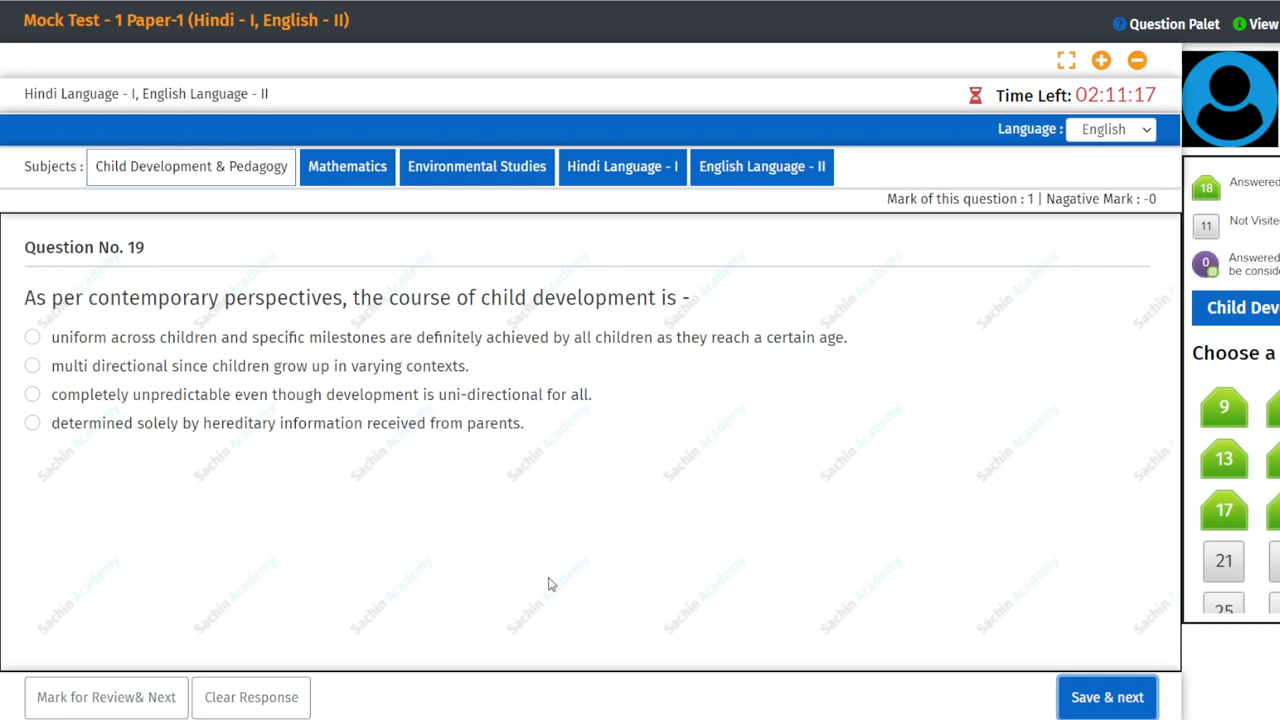 Mock Test - 1 Paper-1 (Hindi - I, English - II)
Question Palet
View
Hindi Language - I, English Language - II
Time Left: 02:11:17
Language : English
Subjects : Child Development & Pedagogy Mathematics Environmental Studies Hindi Language - I English Language - II
Mark of this question : 1 | Nagative Mark : -0
18 Answered
11 Not Visite
0 Answered
be conside
Question No. 19
As per contemporary perspectives, the course of child development is -
uniform across children and specific milestones are definitely achieved by all children as they reach a certain age.
multi directional since children grow up in varying contexts.
completely unpredictable even though development is uni-directional for all.
determined solely by hereditary information received from parents.
Child Dev
Choose a
9
13
17
21
25
Sachin Academy
Mark for Review& Next
Clear Response
Save & next